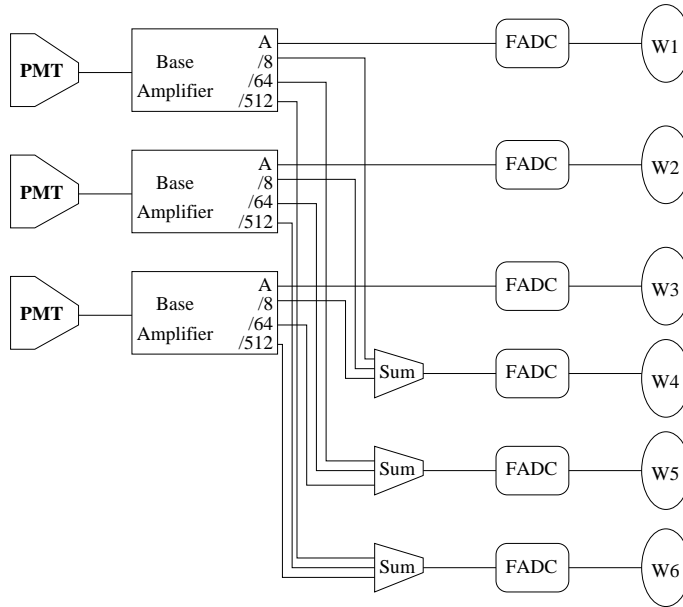 PMT
Base
Amplifier
A
/8
/64
/512
FADC
W1
PMT
Base
Amplifier
A
/8
/64
/512
FADC
W2
PMT
Base
Amplifier
A
/8
/64
/512
FADC
W3
Sum
FADC
W4
Sum
FADC
W5
Sum
FADC
W6